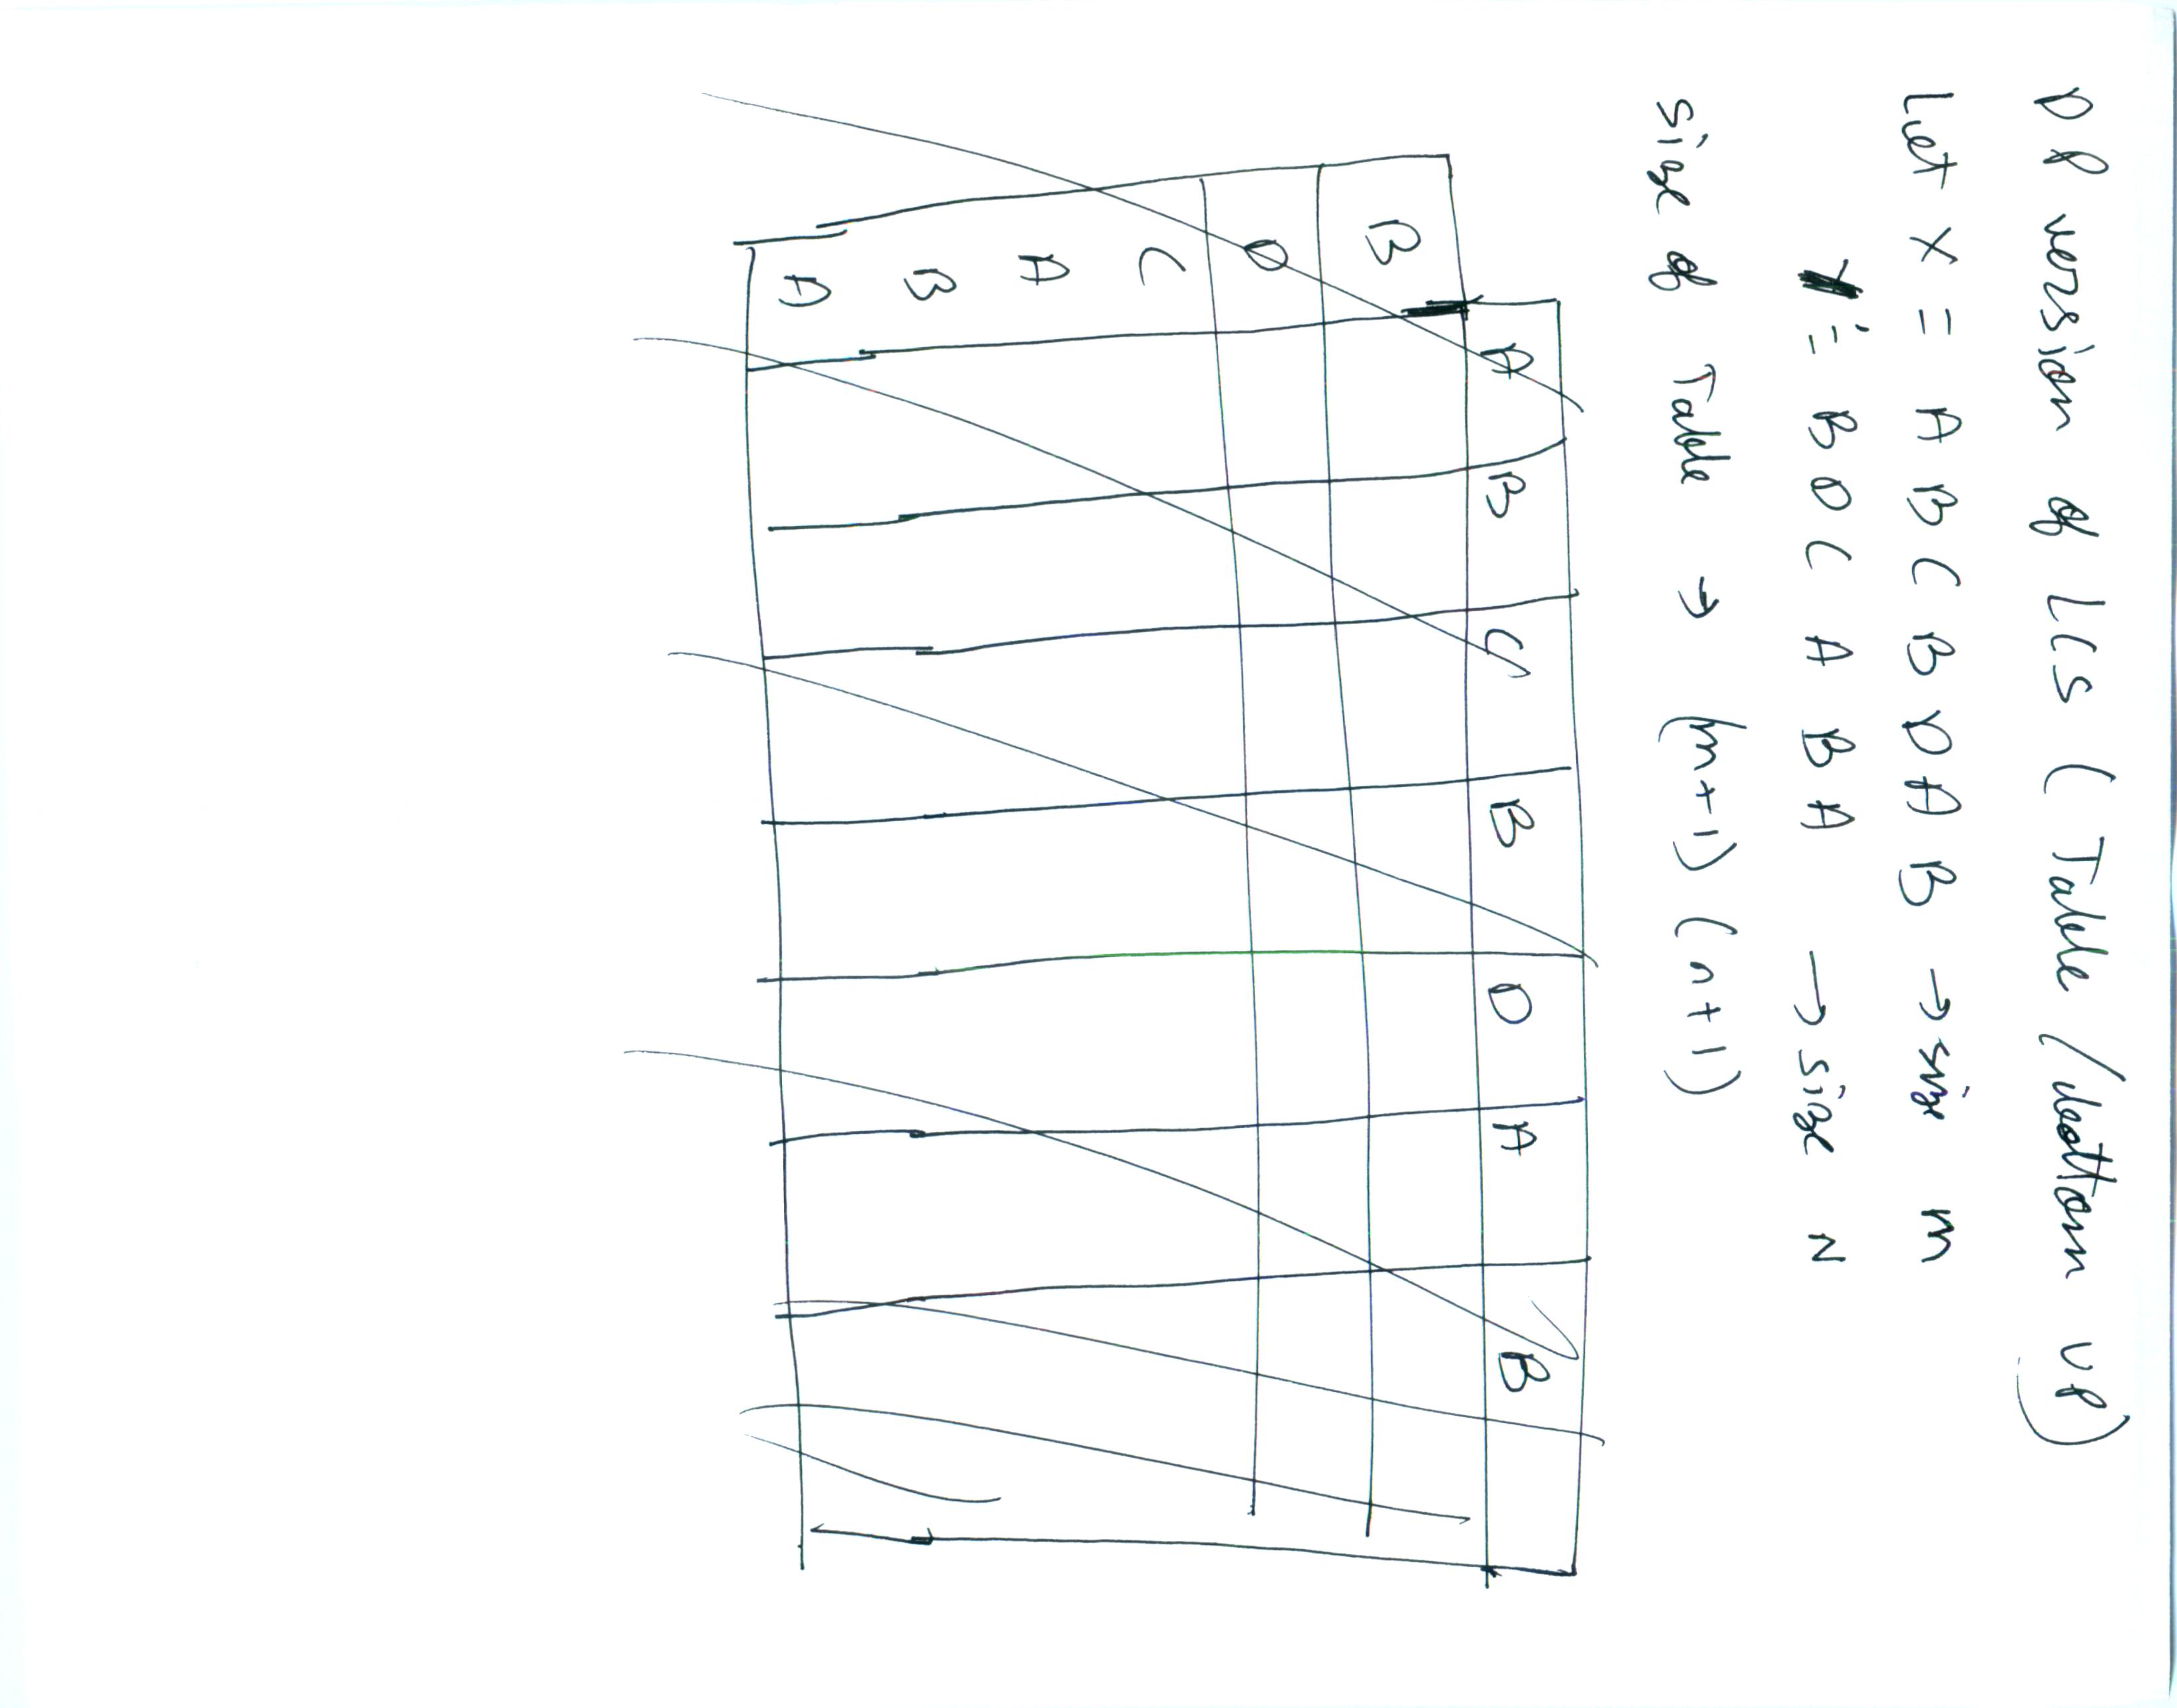 DP version of LCS (Table/bottom up)
Let X = A B C B D A B → size m
Y = B D C A B A → size N
size of Table → (m+1) (n+1)
A B C B D A B
B
D
C
A
B
A